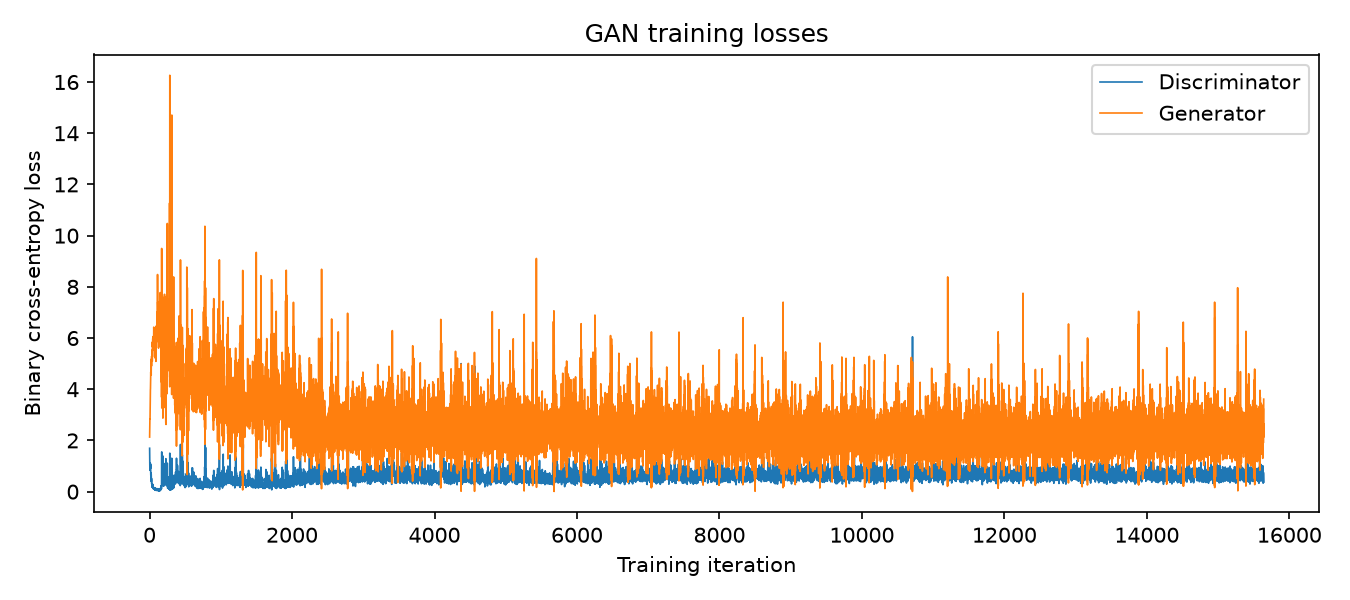 GAN training losses
Discriminator
Generator
Binary cross-entropy loss
16
14
12
10
8
6
4
2
0
0 2000 4000 6000 8000 10000 12000 14000 16000
Training iteration